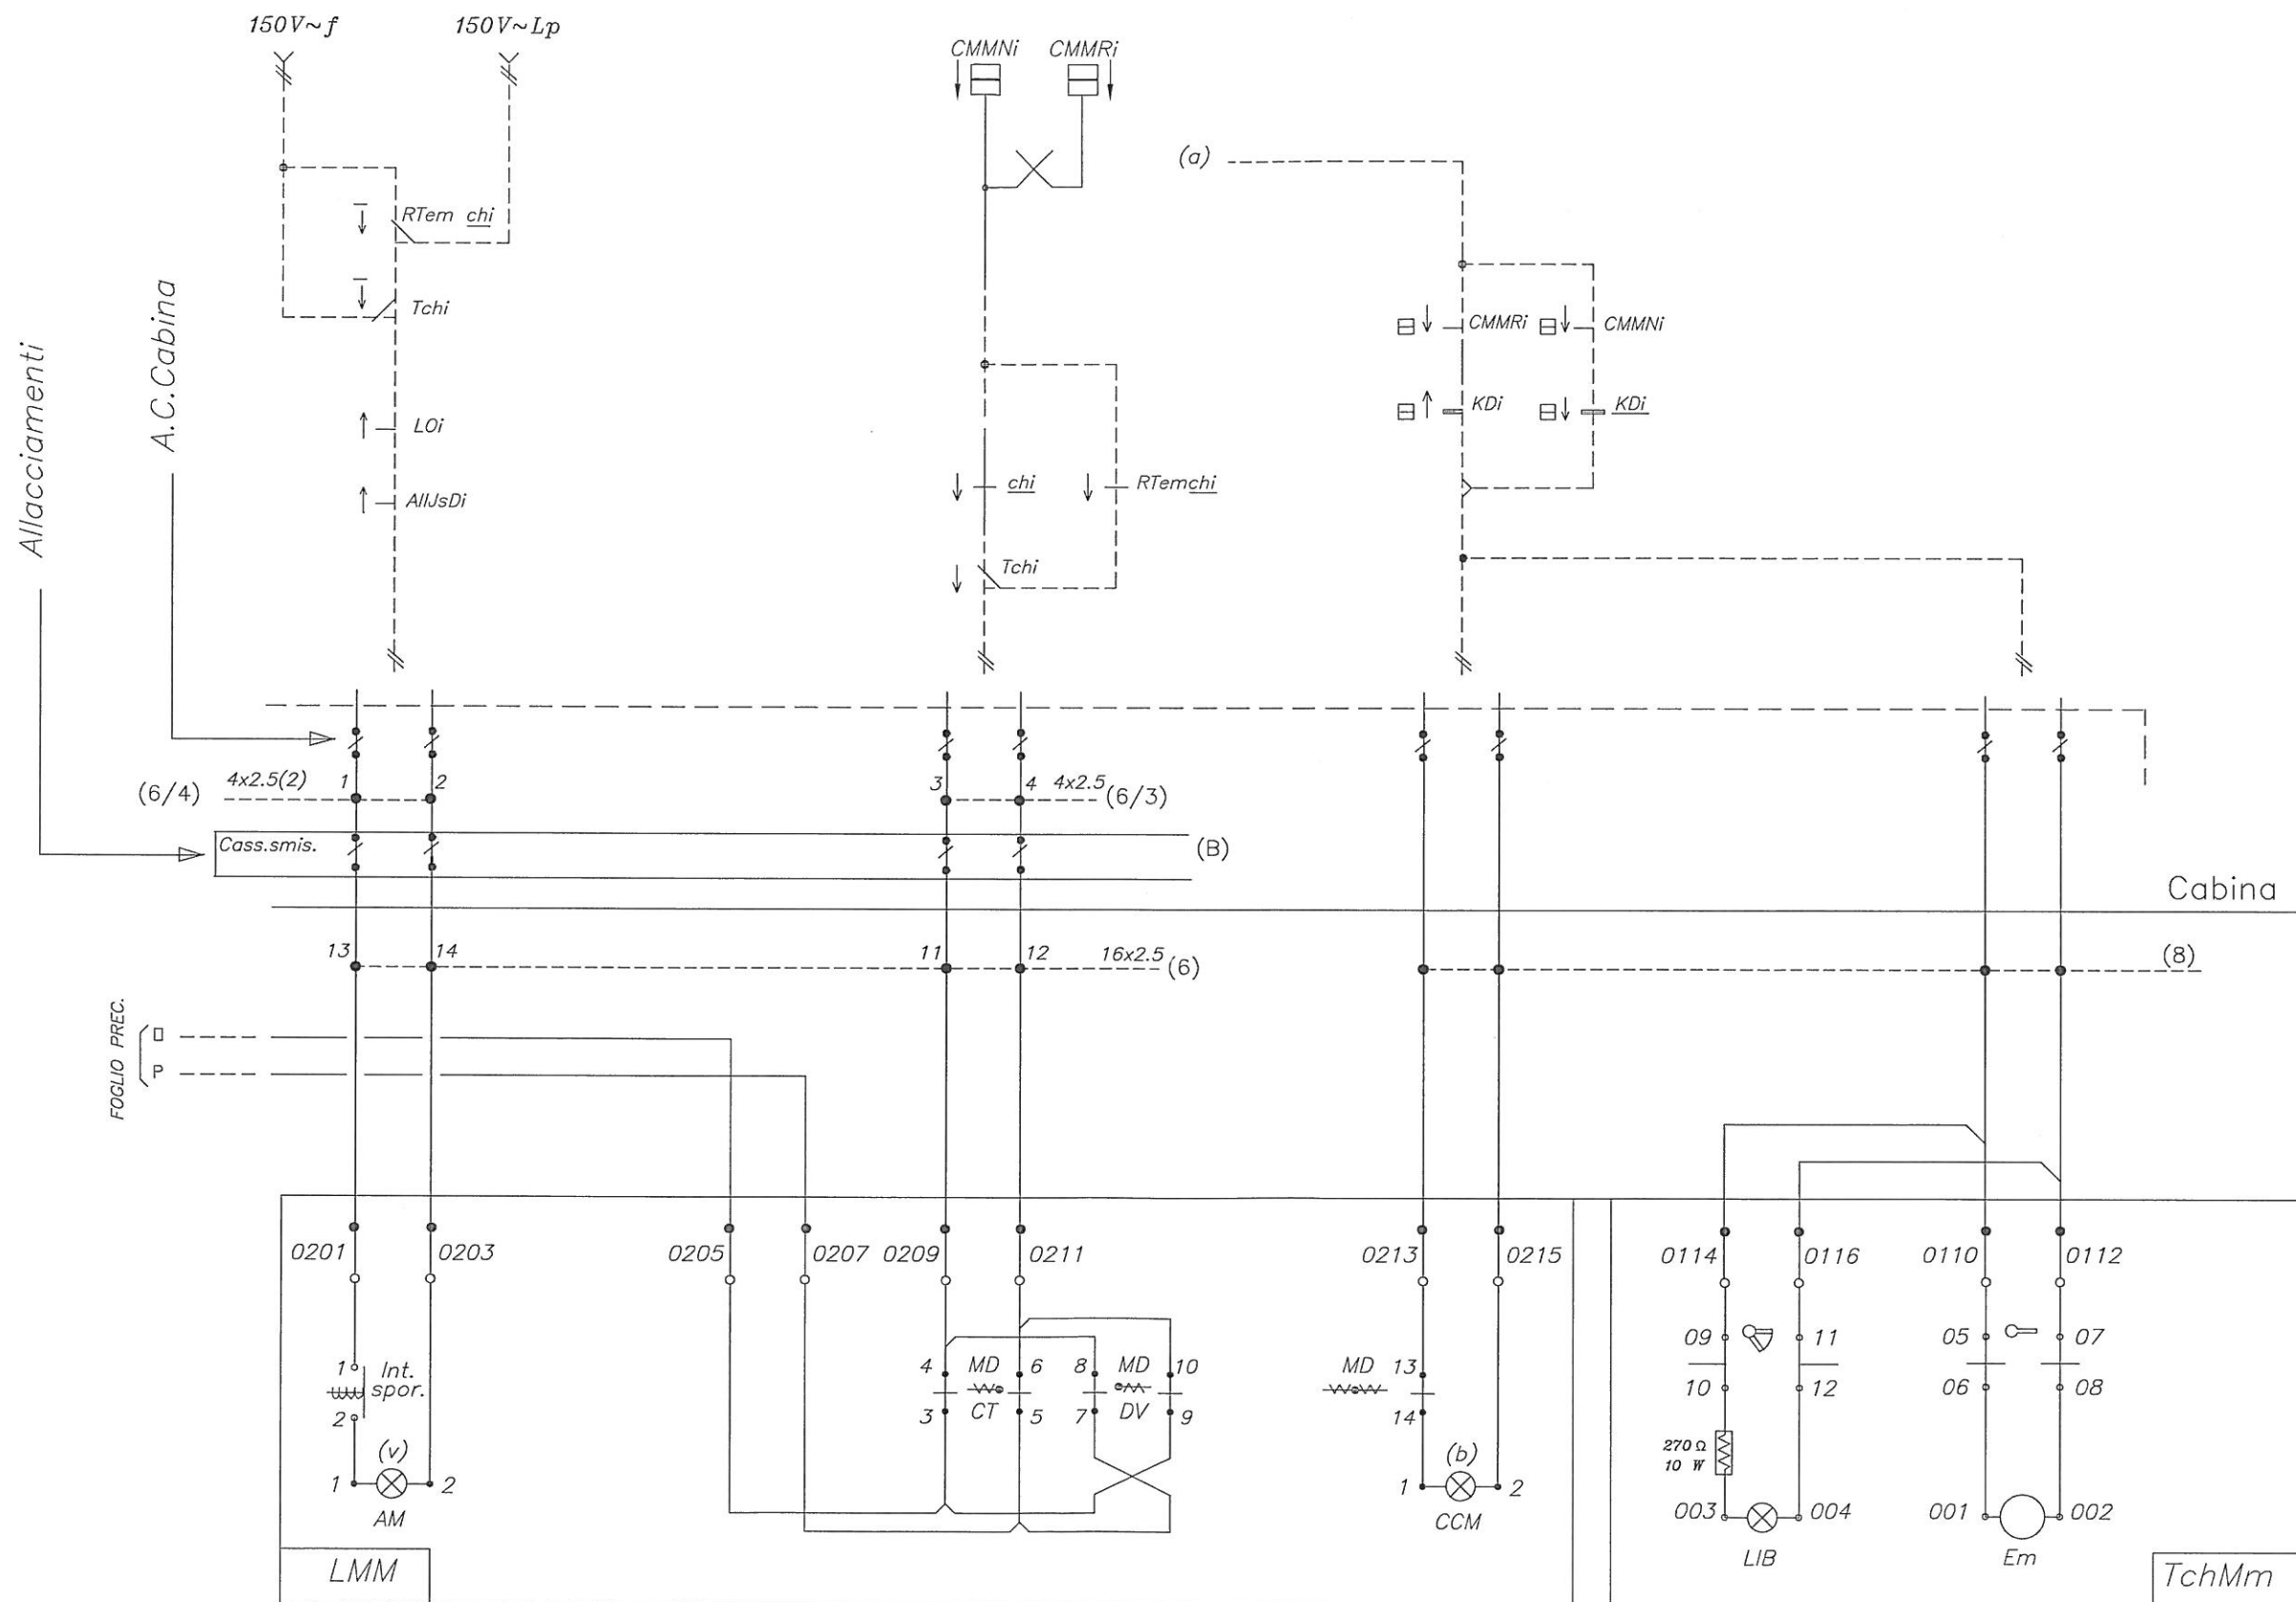 150V~f 150V~Lp
CMMNi CMMRi
(a)
RTem chi
Tchi
CMMRi CMMNi
LOi
KDi KDi
AllJsDi
chi RTemchi
Tchi
Allacciamenti
A.C.Cabina
(6/4) 4x2.5(2) 1 2
3 4 4x2.5 (6/3)
Cass.smis. (B)
Cabina
13 14 11 12 16x2.5 (6) (8)
FOGLIO PREC.
O
P
0201 0203 0205 0207 0209 0211 0213 0215 0114 0116 0110 0112
09 11 05 07
1 Int. 4 MD 6 8 MD 10 MD 13
spor.
10 12 06 08
2 3 CT 5 7 DV 9 14
(v) (b) 270Ω
10 W
1 2 1 2 003 004 001 002
AM CCM LIB Em
LMM TchMm